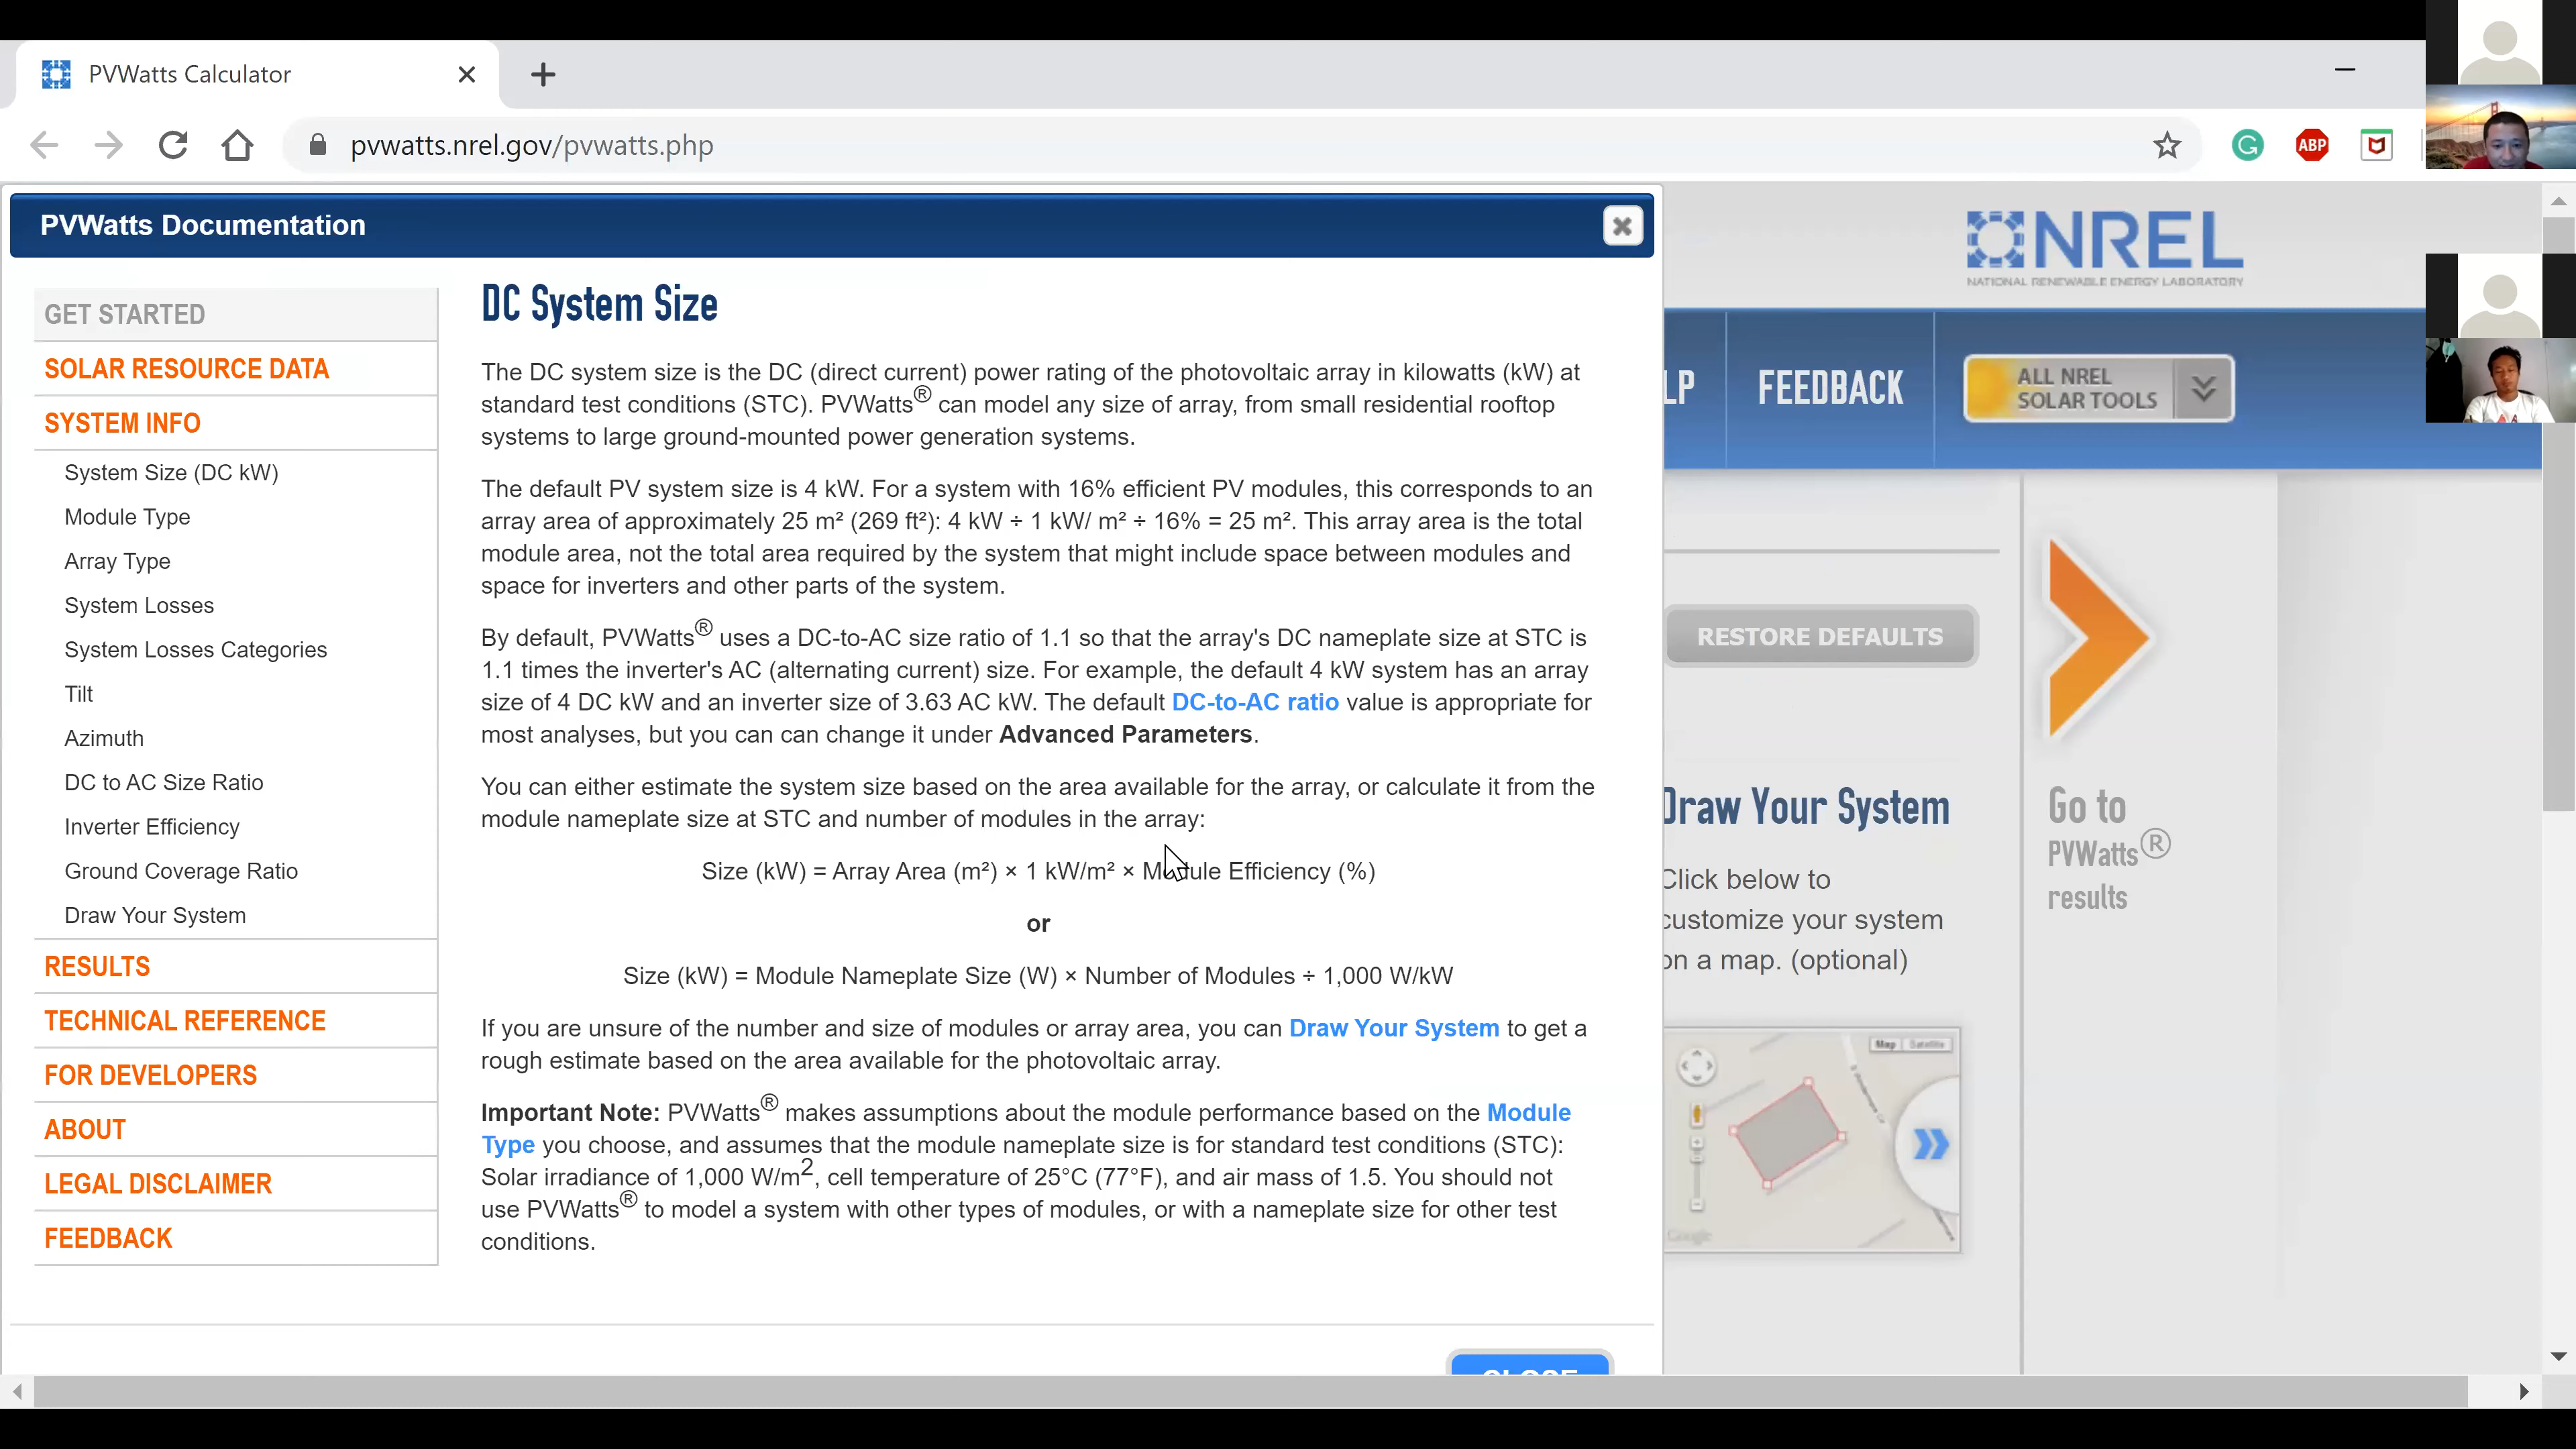 PVWatts Calculator
pvwatts.nrel.gov/pvwatts.php
ABP
PVWatts Documentation
GET STARTED
SOLAR RESOURCE DATA
SYSTEM INFO
System Size (DC kW)
Module Type
Array Type
System Losses
System Losses Categories
Tilt
Azimuth
DC to AC Size Ratio
Inverter Efficiency
Ground Coverage Ratio
Draw Your System
RESULTS
TECHNICAL REFERENCE
FOR DEVELOPERS
ABOUT
LEGAL DISCLAIMER
FEEDBACK
DC System Size
The DC system size is the DC (direct current) power rating of the photovoltaic array in kilowatts (kW) at
standard test conditions (STC). PVWatts® can model any size of array, from small residential rooftop
systems to large ground-mounted power generation systems.
The default PV system size is 4 kW. For a system with 16% efficient PV modules, this corresponds to an
array area of approximately 25 m² (269 ft²): 4 kW ÷ 1 kW/ m² ÷ 16% = 25 m². This array area is the total
module area, not the total area required by the system that might include space between modules and
space for inverters and other parts of the system.
By default, PVWatts® uses a DC-to-AC size ratio of 1.1 so that the array's DC nameplate size at STC is
1.1 times the inverter's AC (alternating current) size. For example, the default 4 kW system has an array
size of 4 DC kW and an inverter size of 3.63 AC kW. The default DC-to-AC ratio value is appropriate for
most analyses, but you can can change it under Advanced Parameters.
You can either estimate the system size based on the area available for the array, or calculate it from the
module nameplate size at STC and number of modules in the array:
Size (kW) = Array Area (m²) × 1 kW/m² × Module Efficiency (%)
or
Size (kW) = Module Nameplate Size (W) × Number of Modules ÷ 1,000 W/kW
If you are unsure of the number and size of modules or array area, you can Draw Your System to get a
rough estimate based on the area available for the photovoltaic array.
Important Note: PVWatts® makes assumptions about the module performance based on the Module
Type you choose, and assumes that the module nameplate size is for standard test conditions (STC):
Solar irradiance of 1,000 W/m2, cell temperature of 25°C (77°F), and air mass of 1.5. You should not
use PVWatts® to model a system with other types of modules, or with a nameplate size for other test
conditions.
CLOSE
NREL
NATIONAL RENEWABLE ENERGY LABORATORY
LP
FEEDBACK
ALL NREL
SOLAR TOOLS
RESTORE DEFAULTS
Draw Your System
Click below to
customize your system
on a map. (optional)
Map Satellite
Google
Go to
PVWatts®
results